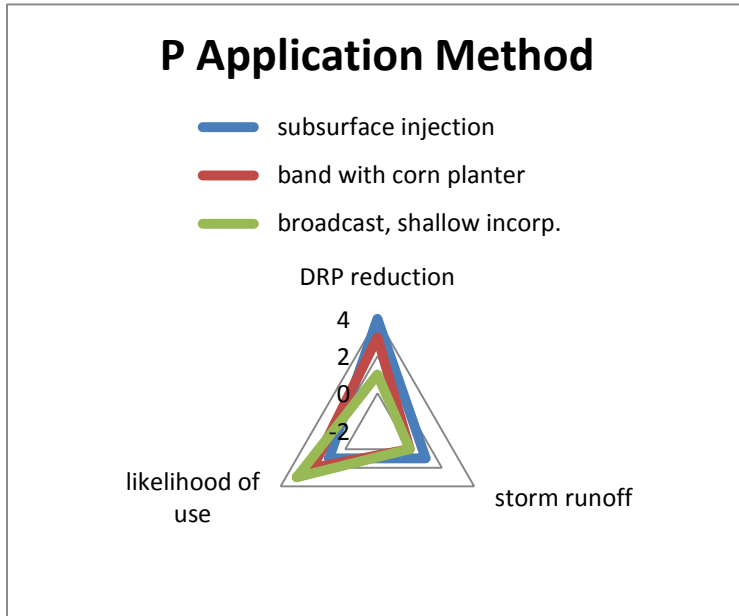 P Application Method
subsurface injection
band with corn planter
broadcast, shallow incorp.
DRP reduction
4
2
0
-2
likelihood of
use
storm runoff